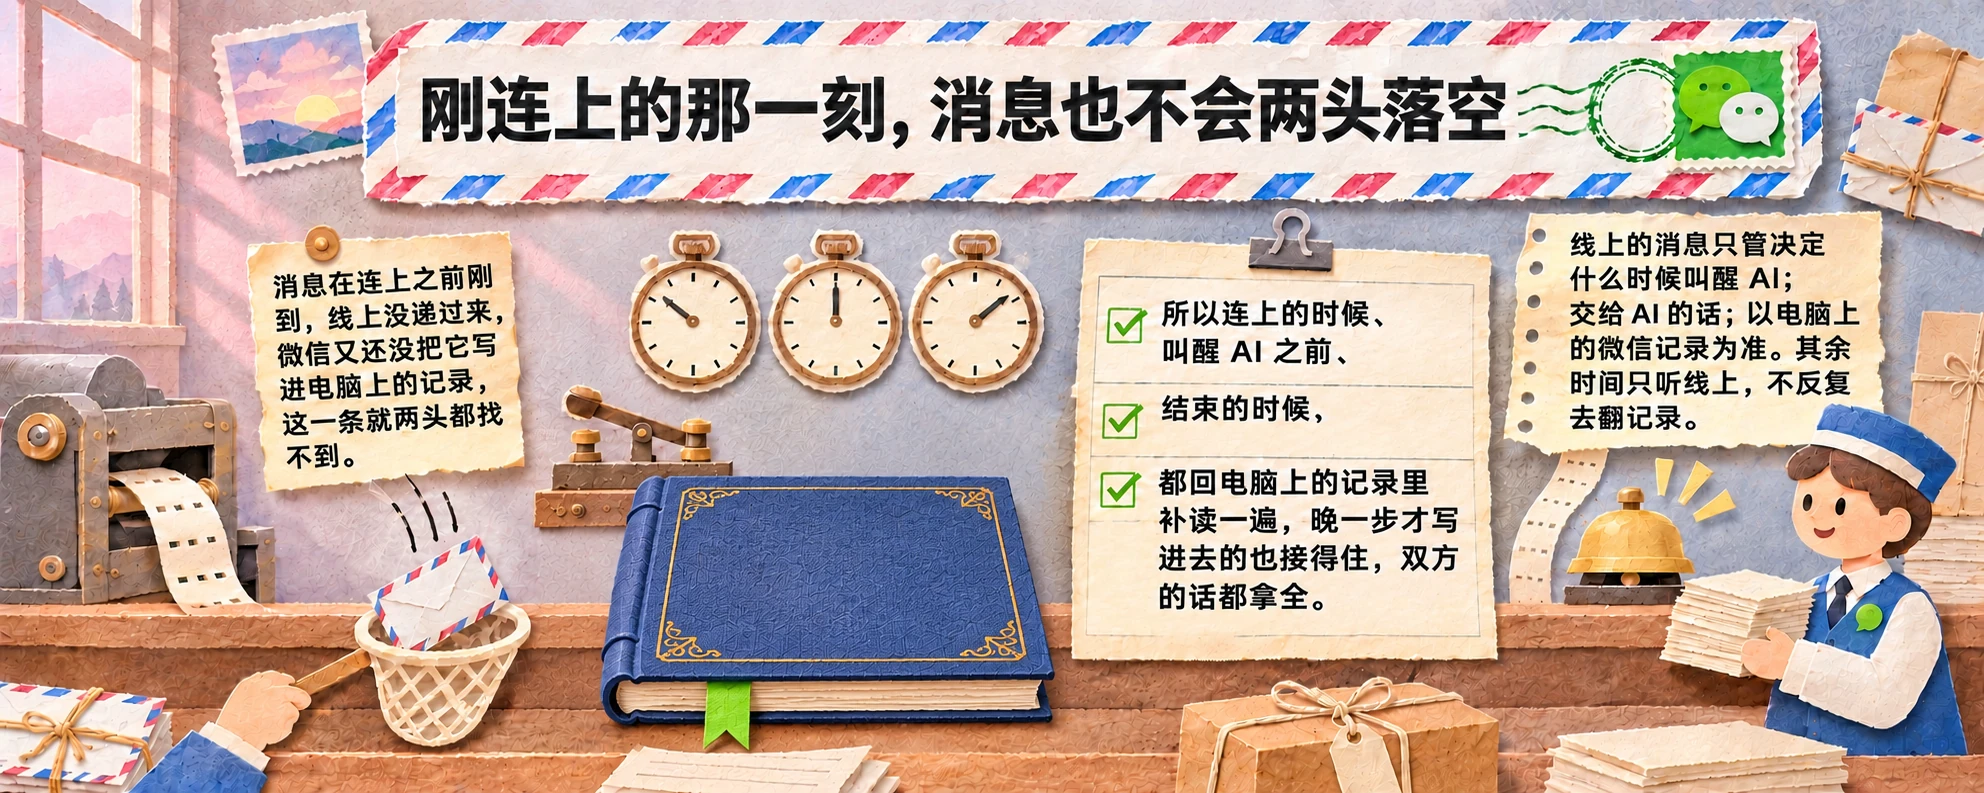 刚连上的那一刻，消息也不会两头落空
消息在连上之前刚
到，线上没递过来，
微信又还没把它写
进电脑上的记录，
这一条就两头都找
不到。
所以连上的时候、
叫醒 AI 之前、
结束的时候，
都回电脑上的记录里
补读一遍，晚一步才写
进去的也接得住，双方
的话都拿全。
线上的消息只管决定
什么时候叫醒 AI；
交给 AI 的话；以电脑上
的微信记录为准。其余
时间只听线上，不反复
去翻记录。